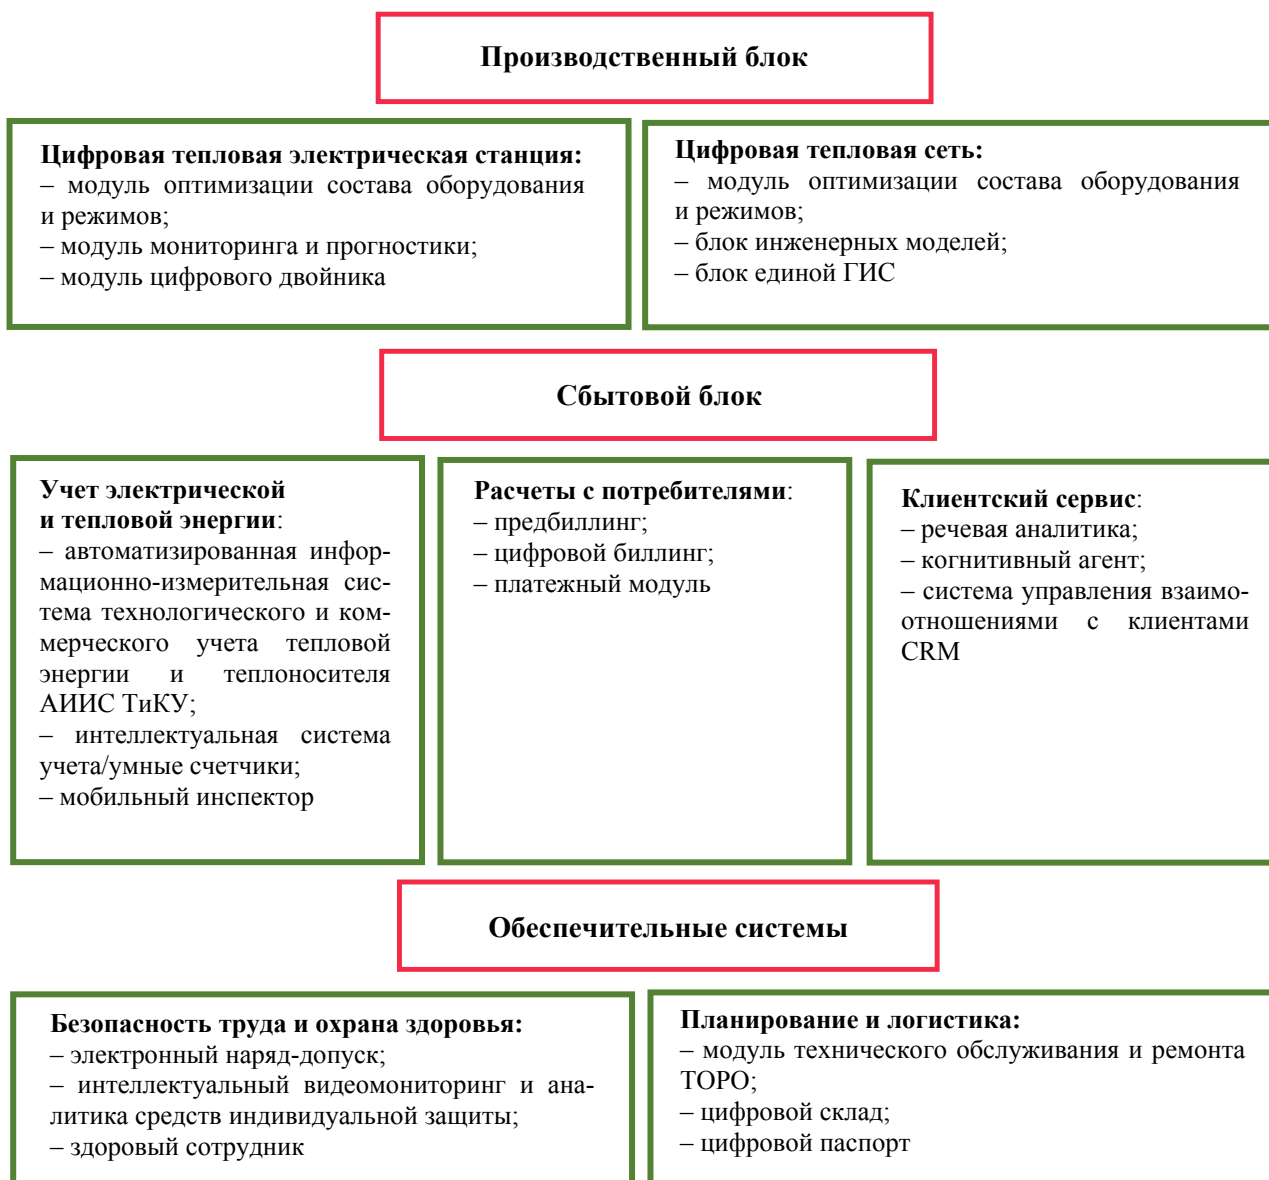 Производственный блок
Цифровая тепловая электрическая станция:
– модуль оптимизации состава оборудования
и режимов;
– модуль мониторинга и прогностики;
– модуль цифрового двойника
Цифровая тепловая сеть:
– модуль оптимизации состава оборудования
и режимов;
– блок инженерных моделей;
– блок единой ГИС
Сбытовой блок
Учет электрической
и тепловой энергии:
– автоматизированная инфор-
мационно-измерительная сис-
тема технологического и ком-
мерческого учета тепловой
энергии и теплоносителя
АИИС ТиКУ;
– интеллектуальная система
учета/умные счетчики;
– мобильный инспектор
Расчеты с потребителями:
– предбиллинг;
– цифровой биллинг;
– платежный модуль
Клиентский сервис:
– речевая аналитика;
– когнитивный агент;
– система управления взаимо-
отношениями с клиентами
CRM
Обеспечительные системы
Безопасность труда и охрана здоровья:
– электронный наряд-допуск;
– интеллектуальный видеомониторинг и ана-
литика средств индивидуальной защиты;
– здоровый сотрудник
Планирование и логистика:
– модуль технического обслуживания и ремонта
ТОРО;
– цифровой склад;
– цифровой паспорт